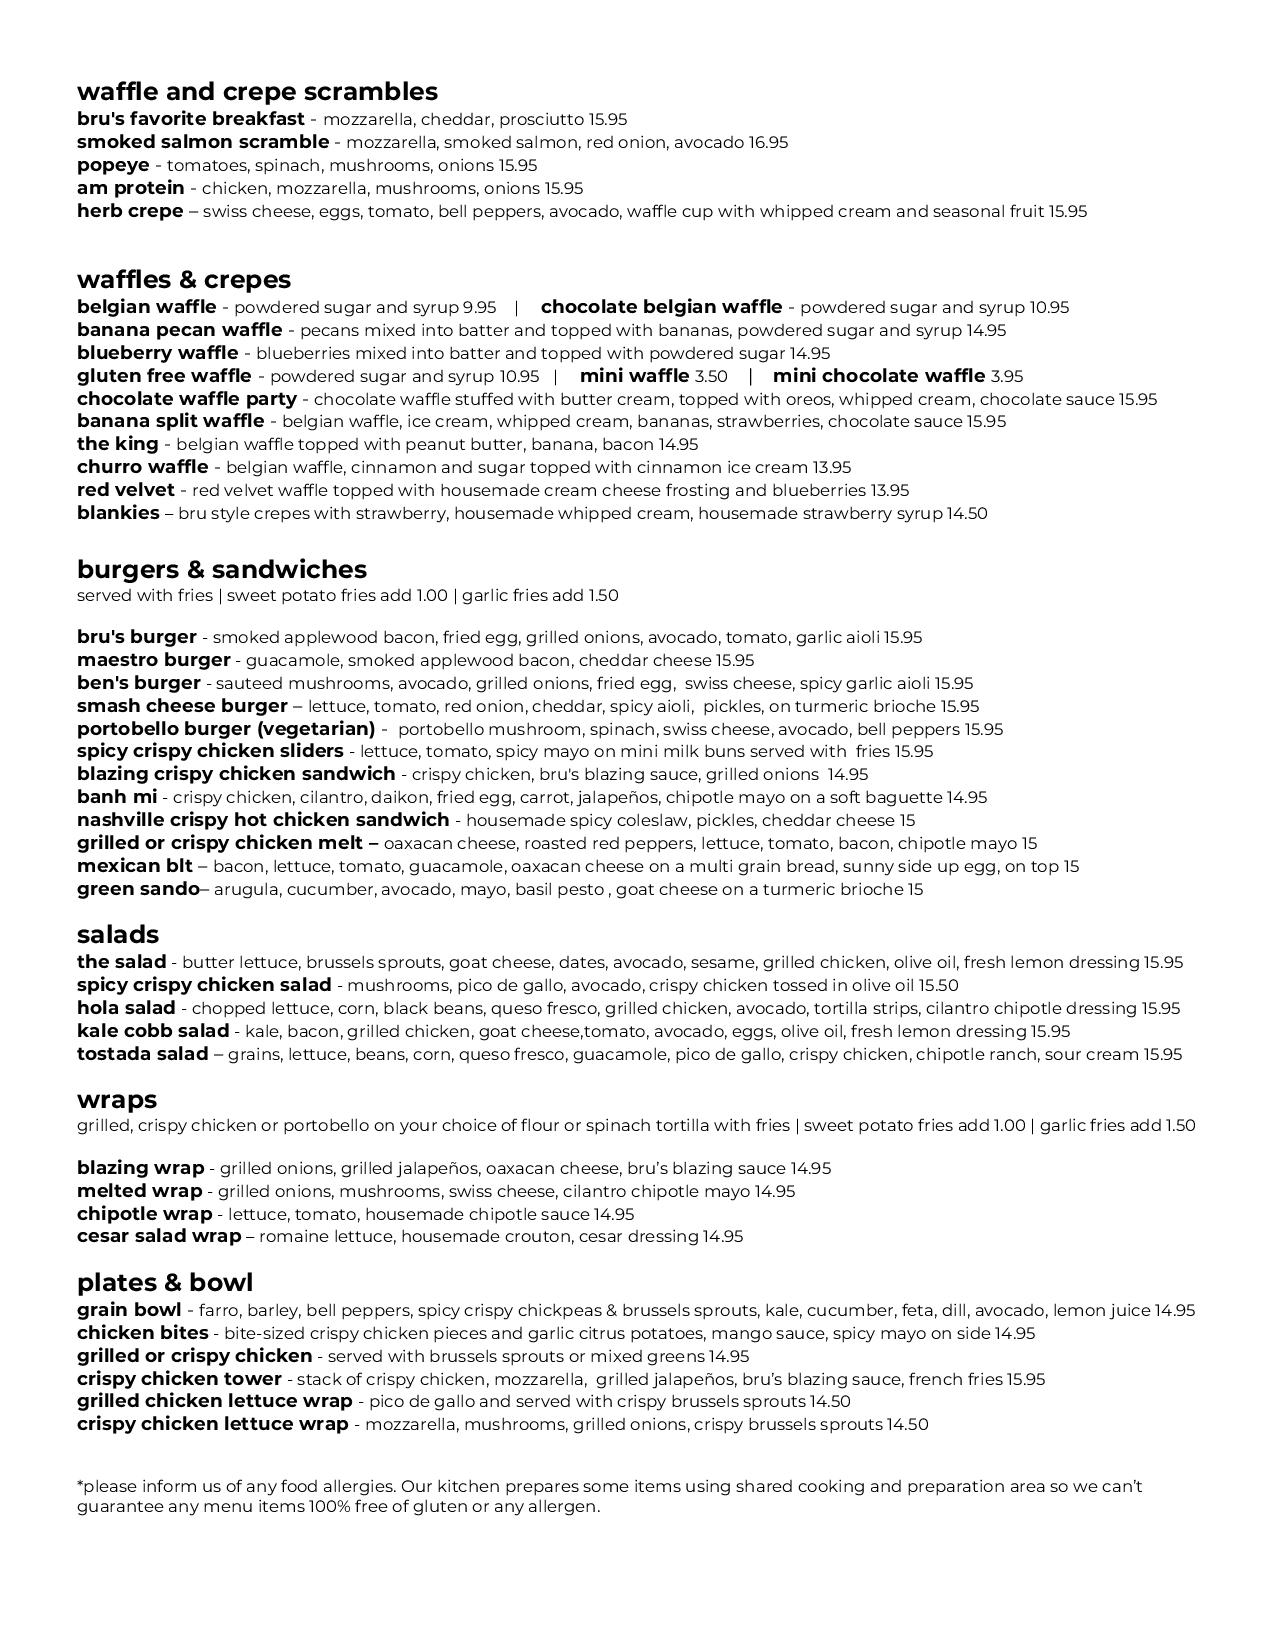 waffle and crepe scrambles
bru's favorite breakfast - mozzarella, cheddar, prosciutto 15.95
smoked salmon scramble - mozzarella, smoked salmon, red onion, avocado 16.95
popeye - tomatoes, spinach, mushrooms, onions 15.95
am protein - chicken, mozzarella, mushrooms, onions 15.95
herb crepe – swiss cheese, eggs, tomato, bell peppers, avocado, waffle cup with whipped cream and seasonal fruit 15.95
waffles & crepes
belgian waffle - powdered sugar and syrup 9.95 | chocolate belgian waffle - powdered sugar and syrup 10.95
banana pecan waffle - pecans mixed into batter and topped with bananas, powdered sugar and syrup 14.95
blueberry waffle - blueberries mixed into batter and topped with powdered sugar 14.95
gluten free waffle - powdered sugar and syrup 10.95 | mini waffle 3.50 | mini chocolate waffle 3.95
chocolate waffle party - chocolate waffle stuffed with butter cream, topped with oreos, whipped cream, chocolate sauce 15.95
banana split waffle - belgian waffle, ice cream, whipped cream, bananas, strawberries, chocolate sauce 15.95
the king - belgian waffle topped with peanut butter, banana, bacon 14.95
churro waffle - belgian waffle, cinnamon and sugar topped with cinnamon ice cream 13.95
red velvet - red velvet waffle topped with housemade cream cheese frosting and blueberries 13.95
blankies – bru style crepes with strawberry, housemade whipped cream, housemade strawberry syrup 14.50
burgers & sandwiches
served with fries | sweet potato fries add 1.00 | garlic fries add 1.50
bru's burger - smoked applewood bacon, fried egg, grilled onions, avocado, tomato, garlic aioli 15.95
maestro burger - guacamole, smoked applewood bacon, cheddar cheese 15.95
ben's burger - sauteed mushrooms, avocado, grilled onions, fried egg, swiss cheese, spicy garlic aioli 15.95
smash cheese burger – lettuce, tomato, red onion, cheddar, spicy aioli, pickles, on turmeric brioche 15.95
portobello burger (vegetarian) - portobello mushroom, spinach, swiss cheese, avocado, bell peppers 15.95
spicy crispy chicken sliders - lettuce, tomato, spicy mayo on mini milk buns served with fries 15.95
blazing crispy chicken sandwich - crispy chicken, bru's blazing sauce, grilled onions 14.95
banh mi - crispy chicken, cilantro, daikon, fried egg, carrot, jalapeños, chipotle mayo on a soft baguette 14.95
nashville crispy hot chicken sandwich - housemade spicy coleslaw, pickles, cheddar cheese 15
grilled or crispy chicken melt – oaxacan cheese, roasted red peppers, lettuce, tomato, bacon, chipotle mayo 15
mexican blt – bacon, lettuce, tomato, guacamole, oaxacan cheese on a multi grain bread, sunny side up egg, on top 15
green sando– arugula, cucumber, avocado, mayo, basil pesto , goat cheese on a turmeric brioche 15
salads
the salad - butter lettuce, brussels sprouts, goat cheese, dates, avocado, sesame, grilled chicken, olive oil, fresh lemon dressing 15.95
spicy crispy chicken salad - mushrooms, pico de gallo, avocado, crispy chicken tossed in olive oil 15.50
hola salad - chopped lettuce, corn, black beans, queso fresco, grilled chicken, avocado, tortilla strips, cilantro chipotle dressing 15.95
kale cobb salad - kale, bacon, grilled chicken, goat cheese,tomato, avocado, eggs, olive oil, fresh lemon dressing 15.95
tostada salad – grains, lettuce, beans, corn, queso fresco, guacamole, pico de gallo, crispy chicken, chipotle ranch, sour cream 15.95
wraps
grilled, crispy chicken or portobello on your choice of flour or spinach tortilla with fries | sweet potato fries add 1.00 | garlic fries add 1.50
blazing wrap - grilled onions, grilled jalapeños, oaxacan cheese, bru’s blazing sauce 14.95
melted wrap - grilled onions, mushrooms, swiss cheese, cilantro chipotle mayo 14.95
chipotle wrap - lettuce, tomato, housemade chipotle sauce 14.95
cesar salad wrap – romaine lettuce, housemade crouton, cesar dressing 14.95
plates & bowl
grain bowl - farro, barley, bell peppers, spicy crispy chickpeas & brussels sprouts, kale, cucumber, feta, dill, avocado, lemon juice 14.95
chicken bites - bite-sized crispy chicken pieces and garlic citrus potatoes, mango sauce, spicy mayo on side 14.95
grilled or crispy chicken - served with brussels sprouts or mixed greens 14.95
crispy chicken tower - stack of crispy chicken, mozzarella, grilled jalapeños, bru’s blazing sauce, french fries 15.95
grilled chicken lettuce wrap - pico de gallo and served with crispy brussels sprouts 14.50
crispy chicken lettuce wrap - mozzarella, mushrooms, grilled onions, crispy brussels sprouts 14.50
*please inform us of any food allergies. Our kitchen prepares some items using shared cooking and preparation area so we can’t
guarantee any menu items 100% free of gluten or any allergen.